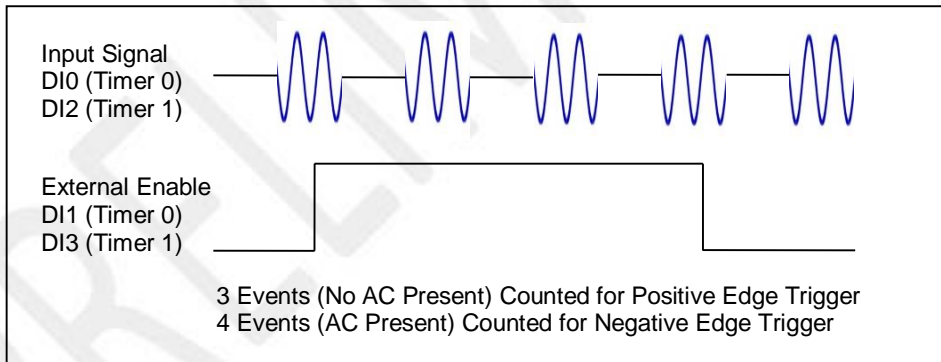 Input Signal
DI0 (Timer 0)
DI2 (Timer 1)
External Enable
DI1 (Timer 0)
DI3 (Timer 1)
3 Events (No AC Present) Counted for Positive Edge Trigger
4 Events (AC Present) Counted for Negative Edge Trigger